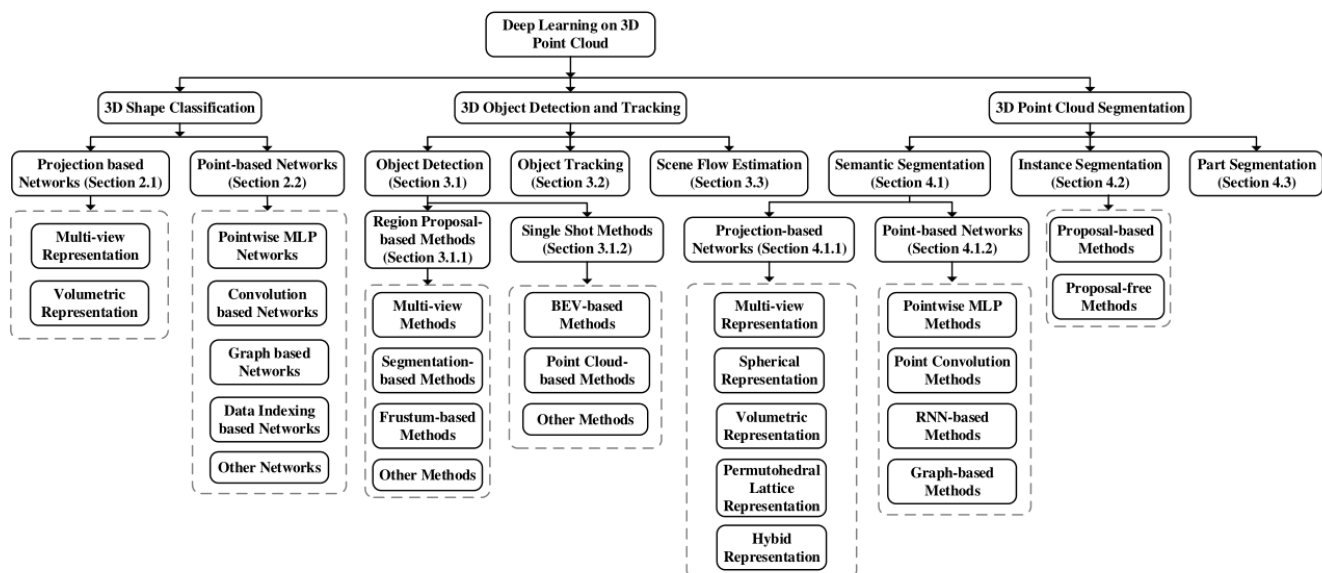 Deep Learning on 3D
Point Cloud
3D Shape Classification
3D Object Detection and Tracking
3D Point Cloud Segmentation
Projection based
Networks (Section 2.1)
Point-based Networks
(Section 2.2)
Object Detection
(Section 3.1)
Object Tracking
(Section 3.2)
Scene Flow Estimation
(Section 3.3)
Semantic Segmentation
(Section 4.1)
Instance Segmentation
(Section 4.2)
Part Segmentation
(Section 4.3)
Multi-view
Representation
Volumetric
Representation
Pointwise MLP
Networks
Convolution
based Networks
Graph based
Networks
Data Indexing
based Networks
Other Networks
Region Proposal-
based Methods
(Section 3.1.1)
Single Shot Methods
(Section 3.1.2)
Multi-view
Methods
Segmentation-
based Methods
Frustum-based
Methods
Other Methods
BEV-based
Methods
Point Cloud-
based Methods
Other Methods
Projection-based
Networks (Section 4.1.1)
Point-based Networks
(Section 4.1.2)
Multi-view
Representation
Spherical
Representation
Volumetric
Representation
Permutohedral
Lattice
Representation
Hybid
Representation
Pointwise MLP
Methods
Point Convolution
Methods
RNN-based
Methods
Graph-based
Methods
Proposal-based
Methods
Proposal-free
Methods